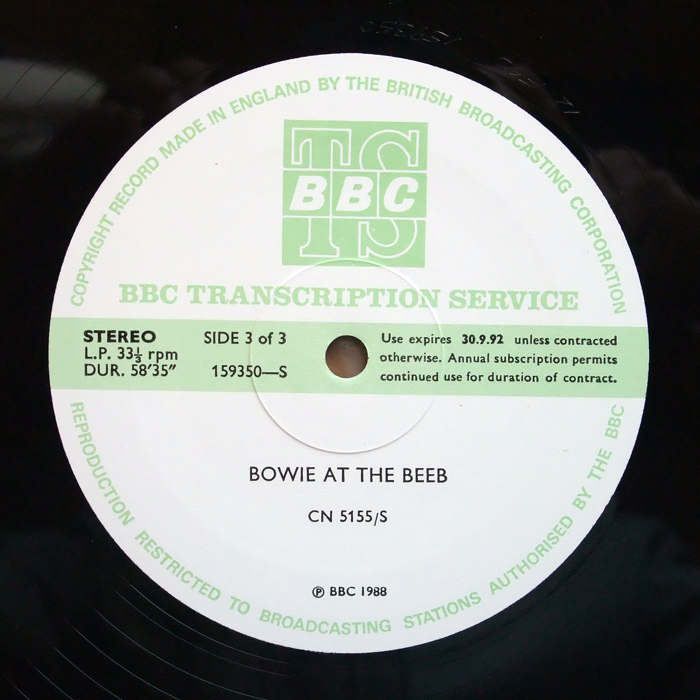 COPYRIGHT RECORD MADE IN ENGLAND BY THE BRITISH BROADCASTING CORPORATION
TS
BBC
BBC TRANSCRIPTION SERVICE
STEREO
L.P. 33⅓ rpm
DUR. 58'35"
SIDE 3 of 3
159350—S
Use expires 30.9.92 unless contracted
otherwise. Annual subscription permits
continued use for duration of contract.
BOWIE AT THE BEEB
CN 5155/S
℗ BBC 1988
REPRODUCTION RESTRICTED TO BROADCASTING STATIONS AUTHORISED BY THE BBC